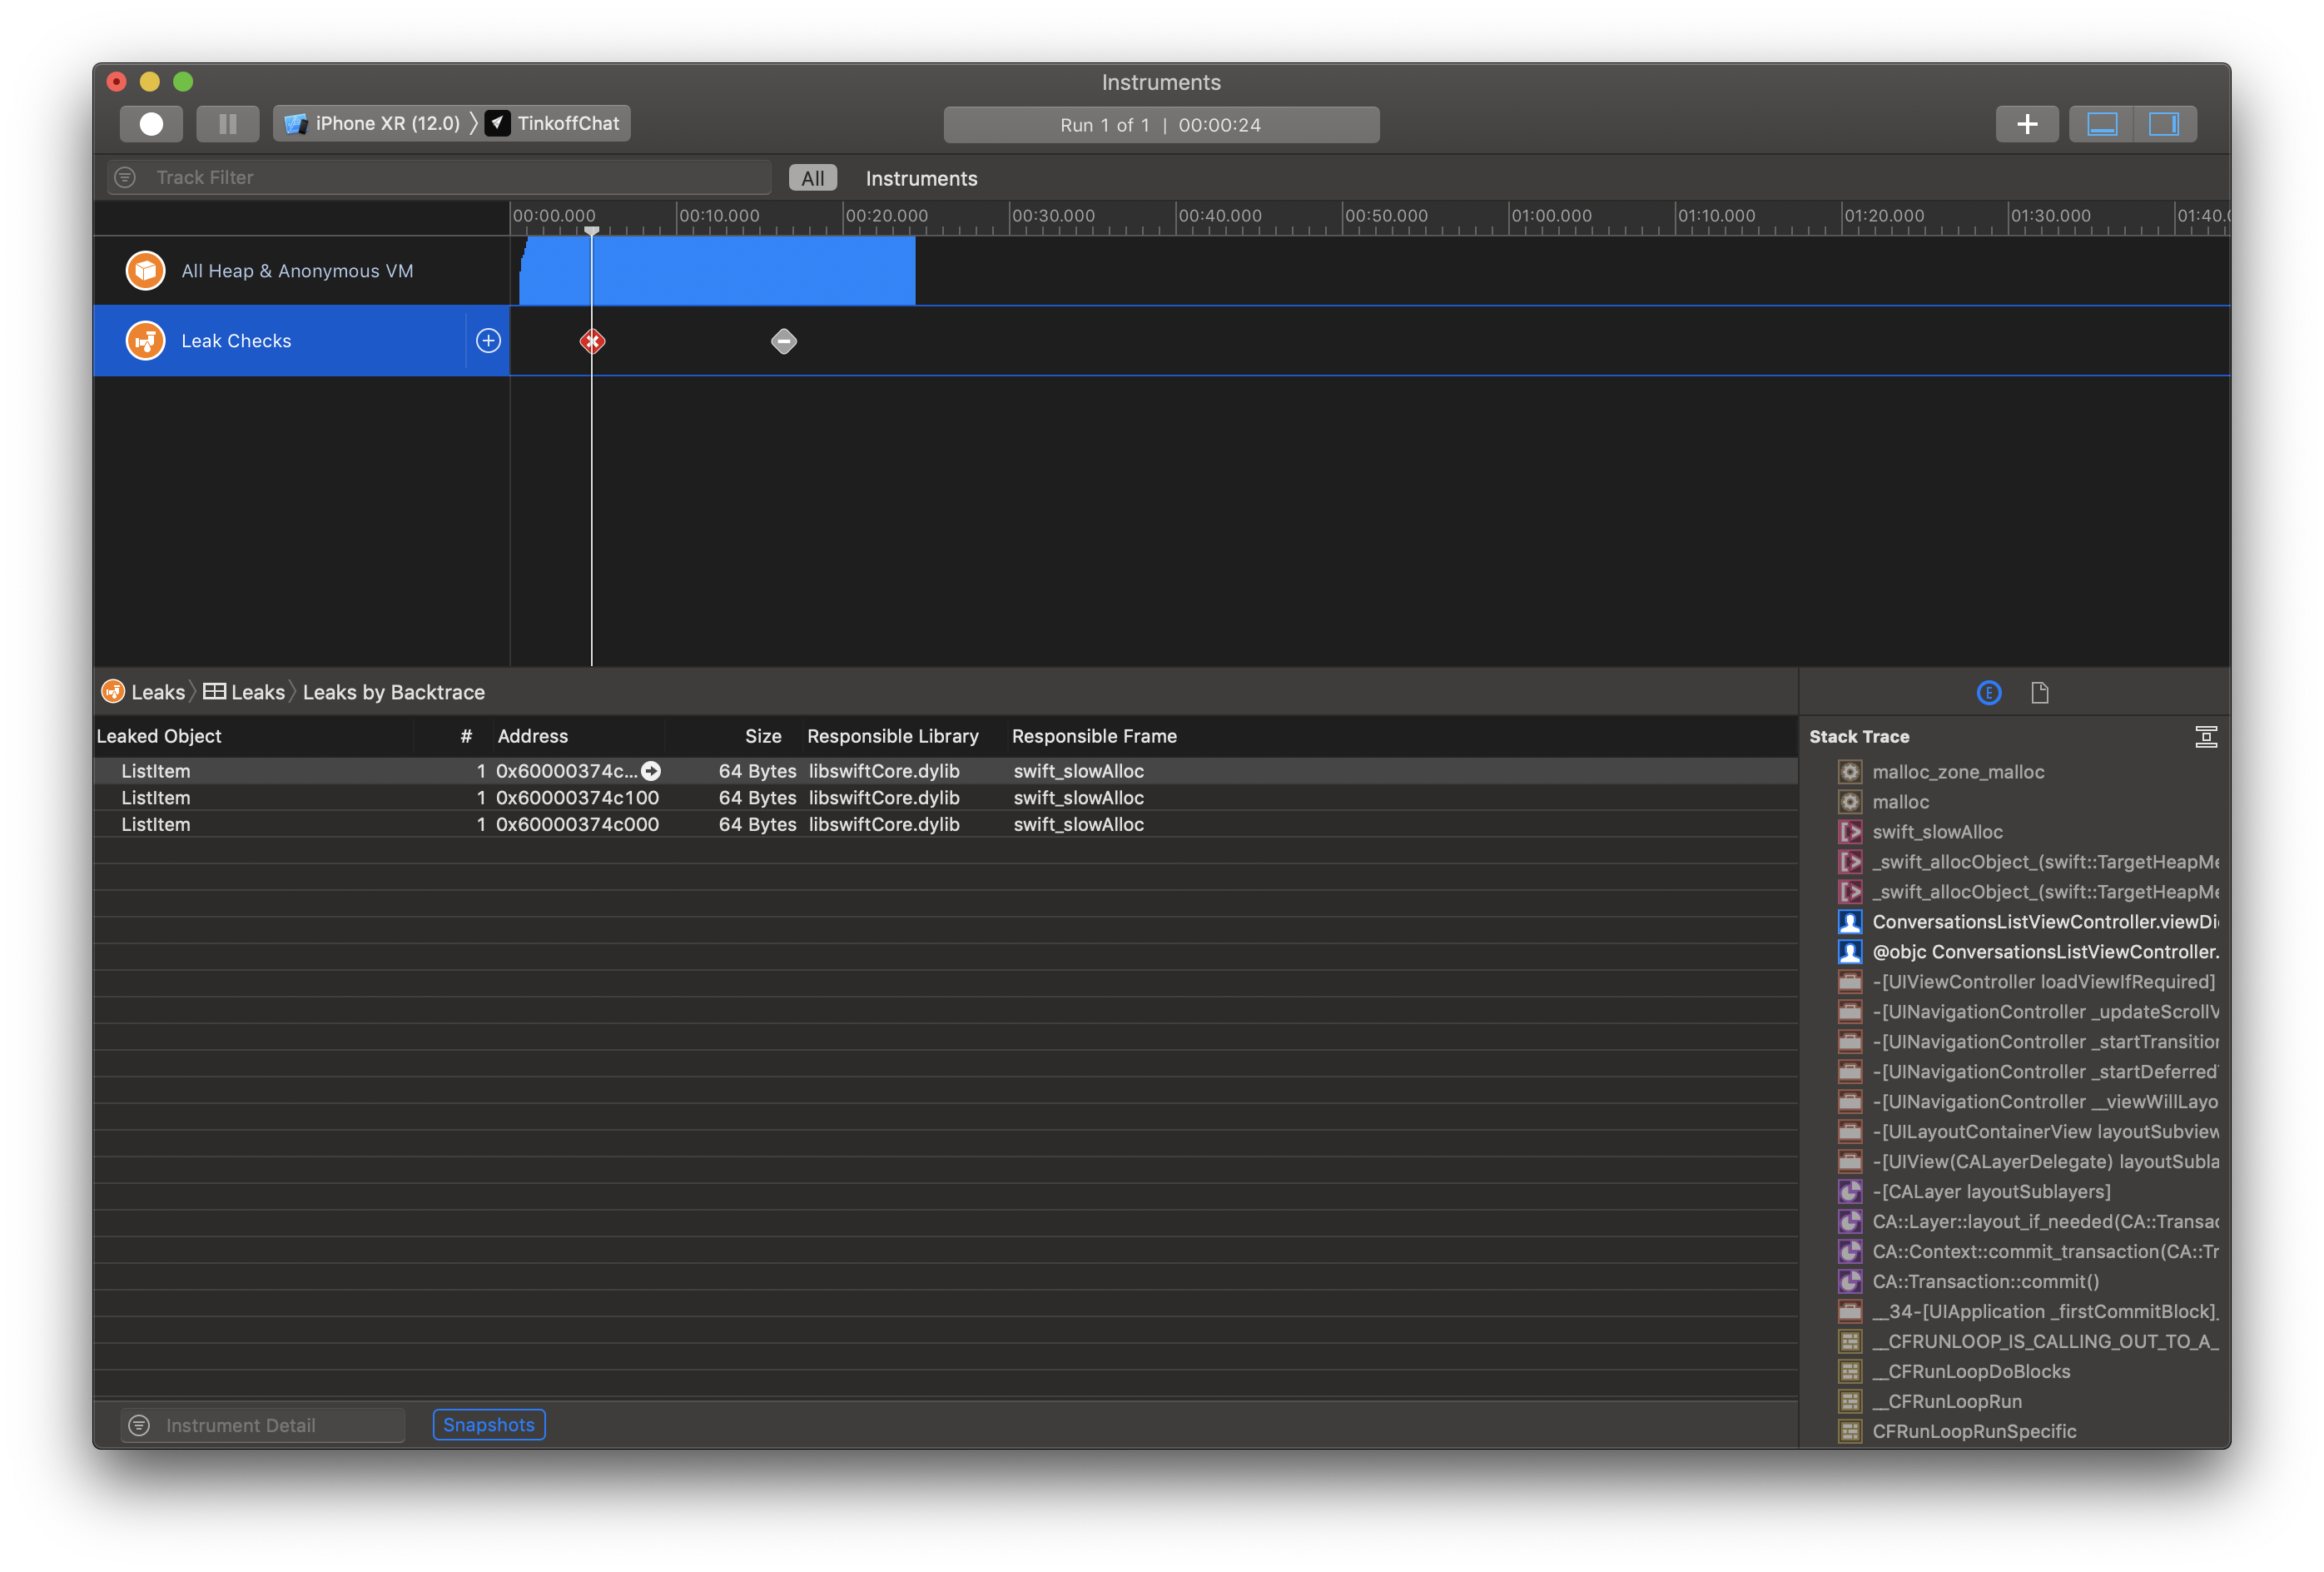 Instruments
iPhone XR (12.0) TinkoffChat
Run 1 of 1 | 00:00:24
Track Filter
All Instruments
00:00.000 00:10.000 00:20.000 00:30.000 00:40.000 00:50.000 01:00.000 01:10.000 01:20.000 01:30.000 01:40.0
All Heap & Anonymous VM
Leak Checks
Leaks Leaks Leaks by Backtrace
E
Leaked Object # Address Size Responsible Library Responsible Frame
ListItem 1 0x60000374c... 64 Bytes libswiftCore.dylib swift_slowAlloc
ListItem 1 0x60000374c100 64 Bytes libswiftCore.dylib swift_slowAlloc
ListItem 1 0x60000374c000 64 Bytes libswiftCore.dylib swift_slowAlloc
Stack Trace
malloc_zone_malloc
malloc
swift_slowAlloc
_swift_allocObject_(swift::TargetHeapMe
_swift_allocObject_(swift::TargetHeapMe
ConversationsListViewController.viewDi
@objc ConversationsListViewController.
-[UIViewController loadViewIfRequired]
-[UINavigationController _updateScrollV
-[UINavigationController _startTransition
-[UINavigationController _startDeferred
-[UINavigationController __viewWillLayo
-[UILayoutContainerView layoutSubview
-[UIView(CALayerDelegate) layoutSubla
-[CALayer layoutSublayers]
CA::Layer::layout_if_needed(CA::Transac
CA::Context::commit_transaction(CA::Tr
CA::Transaction::commit()
__34-[UIApplication _firstCommitBlock]_
__CFRUNLOOP_IS_CALLING_OUT_TO_A_
__CFRunLoopDoBlocks
__CFRunLoopRun
CFRunLoopRunSpecific
Instrument Detail Snapshots